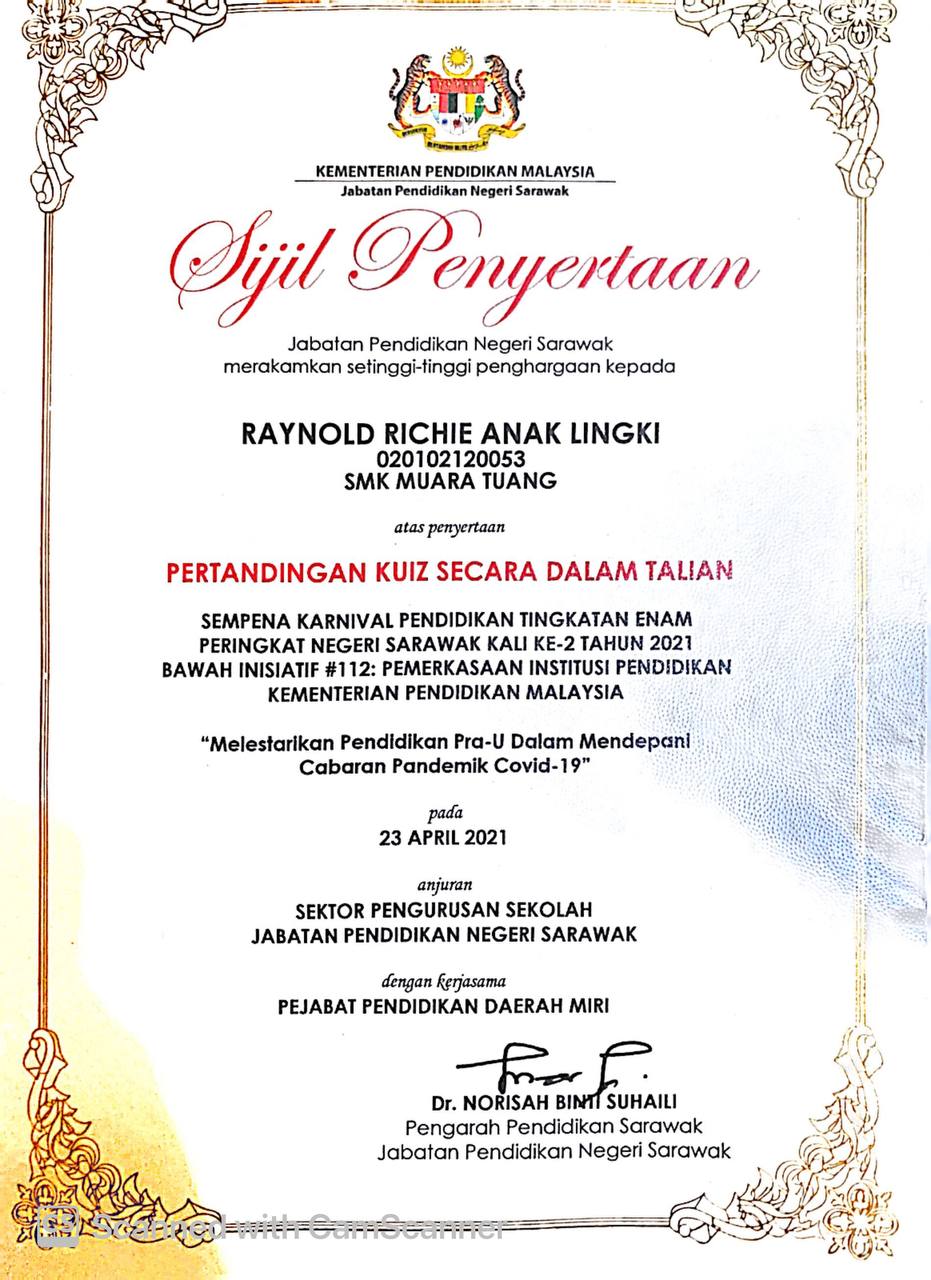 KEMENTERIAN PENDIDIKAN MALAYSIA
Jabatan Pendidikan Negeri Sarawak
Sijil Penyertaan
Jabatan Pendidikan Negeri Sarawak
merakamkan setinggi-tinggi penghargaan kepada
RAYNOLD RICHIE ANAK LINGKI
020102120053
SMK MUARA TUANG
atas penyertaan
PERTANDINGAN KUIZ SECARA DALAM TALIAN
SEMPENA KARNIVAL PENDIDIKAN TINGKATAN ENAM
PERINGKAT NEGERI SARAWAK KALI KE-2 TAHUN 2021
BAWAH INISIATIF #112: PEMERKASAAN INSTITUSI PENDIDIKAN
KEMENTERIAN PENDIDIKAN MALAYSIA
“Melestarikan Pendidikan Pra-U Dalam Mendepani
Cabaran Pandemik Covid-19”
pada
23 APRIL 2021
anjuran
SEKTOR PENGURUSAN SEKOLAH
JABATAN PENDIDIKAN NEGERI SARAWAK
dengan kerjasama
PEJABAT PENDIDIKAN DAERAH MIRI
Dr. NORISAH BINTI SUHAILI
Pengarah Pendidikan Sarawak
Jabatan Pendidikan Negeri Sarawak
CS Scanned with CamScanner